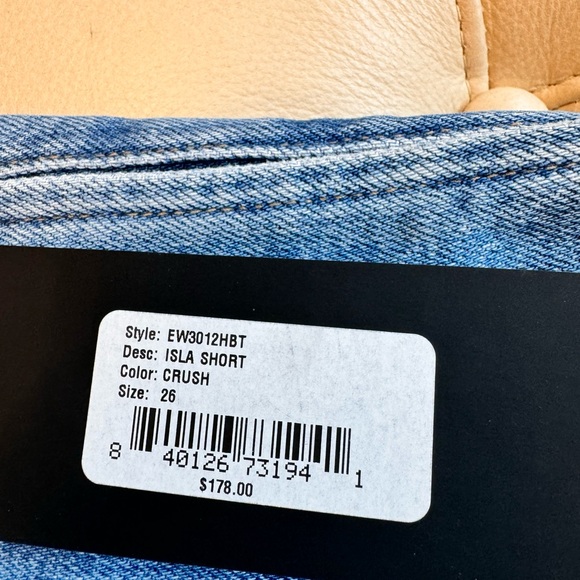 Style: EW3012HBT
Desc: ISLA SHORT
Color: CRUSH
Size: 26
8 40126 73194 1
$178.00